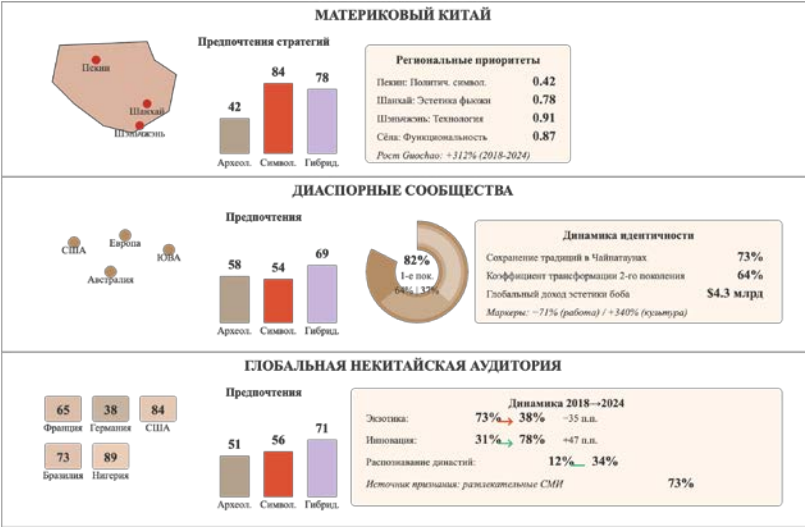 МАТЕРИКОВЫЙ КИТАЙ
Предпочтения стратегий
Пекин
Шанхай
Шэньчжэнь
42
84
78
Археол.
Символ.
Гибрид.
Региональные приоритеты
Пекин: Политич. символ. 0.42
Шанхай: Эстетика фьюжн 0.78
Шэньчжэнь: Технология 0.91
Сёла: Функциональность 0.87
Рост Guochao: +312% (2018-2024)
ДИАСПОРНЫЕ СООБЩЕСТВА
США
Европа
ЮВА
Австралия
Предпочтения
58
54
69
Археол.
Символ.
Гибрид.
82%
1-е пок.
64% | 37%
Динамика идентичности
Сохранение традиций в Чайнатаунах 73%
Коэффициент трансформации 2-го поколения 64%
Глобальный доход эстетики боба $4.3 млрд
Маркеры: −71% (работа) / +340% (культура)
ГЛОБАЛЬНАЯ НЕКИТАЙСКАЯ АУДИТОРИЯ
65
38
84
Франция
Германия
США
73
89
Бразилия
Нигерия
Предпочтения
51
56
71
Археол.
Символ.
Гибрид.
Динамика 2018→2024
Экзотика: 73% → 38% −35 п.п.
Инновация: 31% → 78% +47 п.п.
Распознавание династий: 12% 34%
Источник признания: развлекательные СМИ 73%